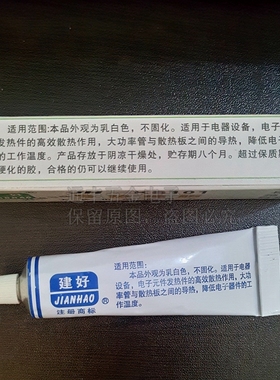 适用范围:本品外观为乳白色，不固化。适用于电器设备，电子
发热件的高效散热作用，大功率管与散热板之间的导热，降低电子
的工作温度。产品存放于阴凉干燥处，贮存期八个月。超过保质
硬化的胶，合格的仍可以继续使用。
保留原图，盗图必究
建好
JIANHAO
®
注册商标
适用范围:
本品外观为乳白色，不固化。适用于电器
设备，电子元件发热件的高效散热作用，大功
率管与散热板之间的导热，降低电子器件的工
作温度。